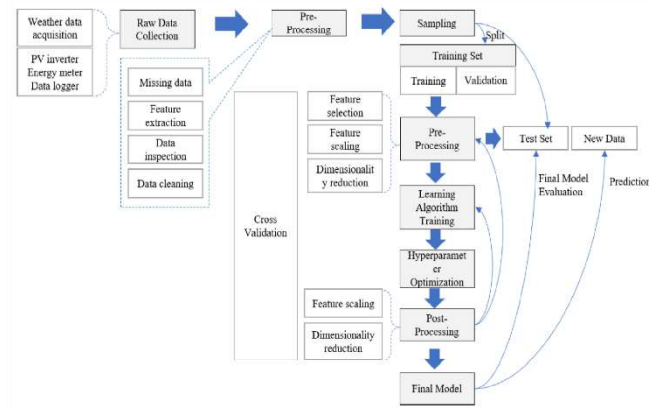 Weather data
acquisition
PV inverter
Energy meter
Data logger
Raw Data
Collection
Pre-
Processing
Sampling
Split
Training Set
Training
Validation
Missing data
Feature
extraction
Data
inspection
Data cleaning
Cross
Validation
Feature
selection
Feature
scaling
Dimensionalit
y reduction
Pre-
Processing
Test Set
New Data
Final Model
Evaluation
Prediction
Learning
Algorithm
Training
Hyperparamet
er
Optimization
Feature scaling
Dimensionality
reduction
Post-
Processing
Final Model